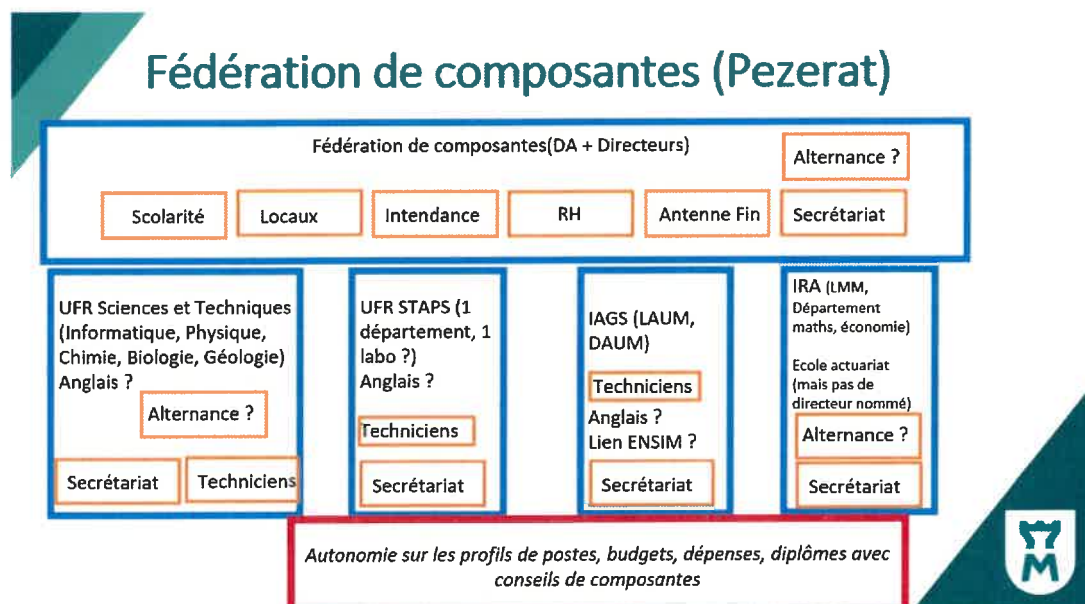 Fédération de composantes (Pezerat)
Fédération de composantes(DA + Directeurs)
Alternance ?
Scolarité
Locaux
Intendance
RH
Antenne Fin
Secrétariat
UFR Sciences et Techniques
(Informatique, Physique,
Chimie, Biologie, Géologie)
Anglais ?
Alternance ?
Secrétariat
Techniciens
UFR STAPS (1
département, 1
labo ?)
Anglais ?
Techniciens
Secrétariat
IAGS (LAUM,
DAUM)
Techniciens
Anglais ?
Lien ENSIM ?
Secrétariat
IRA (LMM,
Département
maths, économie)
Ecole actuariat
(mais pas de
directeur nommé)
Alternance ?
Secrétariat
Autonomie sur les profils de postes, budgets, dépenses, diplômes avec
conseils de composantes
M